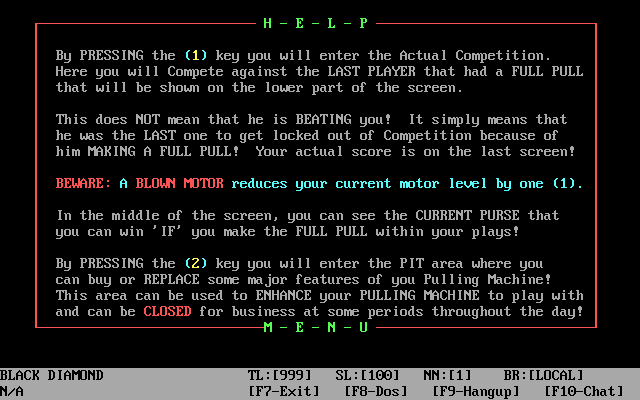 H - E - L - P
By PRESSING the (1) key you will enter the Actual Competition.
Here you will Compete against the LAST PLAYER that had a FULL PULL
that will be shown on the lower part of the screen.
This does NOT mean that he is BEATING you!  It simply means that
he was the LAST one to get locked out of Competition because of
him MAKING A FULL PULL!  Your actual score is on the last screen!
BEWARE: A BLOWN MOTOR reduces your current motor level by one (1).
In the middle of the screen, you can see the CURRENT PURSE that
you can win 'IF' you make the FULL PULL within your plays!
By PRESSING the (2) key you will enter the PIT area where you
can buy or REPLACE some major features of you Pulling Machine!
This area can be used to ENHANCE your PULLING MACHINE to play with
and can be CLOSED for business at some periods throughout the day!
M - E - N - U
BLACK DIAMOND TL:[999] SL:[100] NN:[1] BR:[LOCAL]
N/A [F7-Exit] [F8-Dos] [F9-Hangup] [F10-Chat]